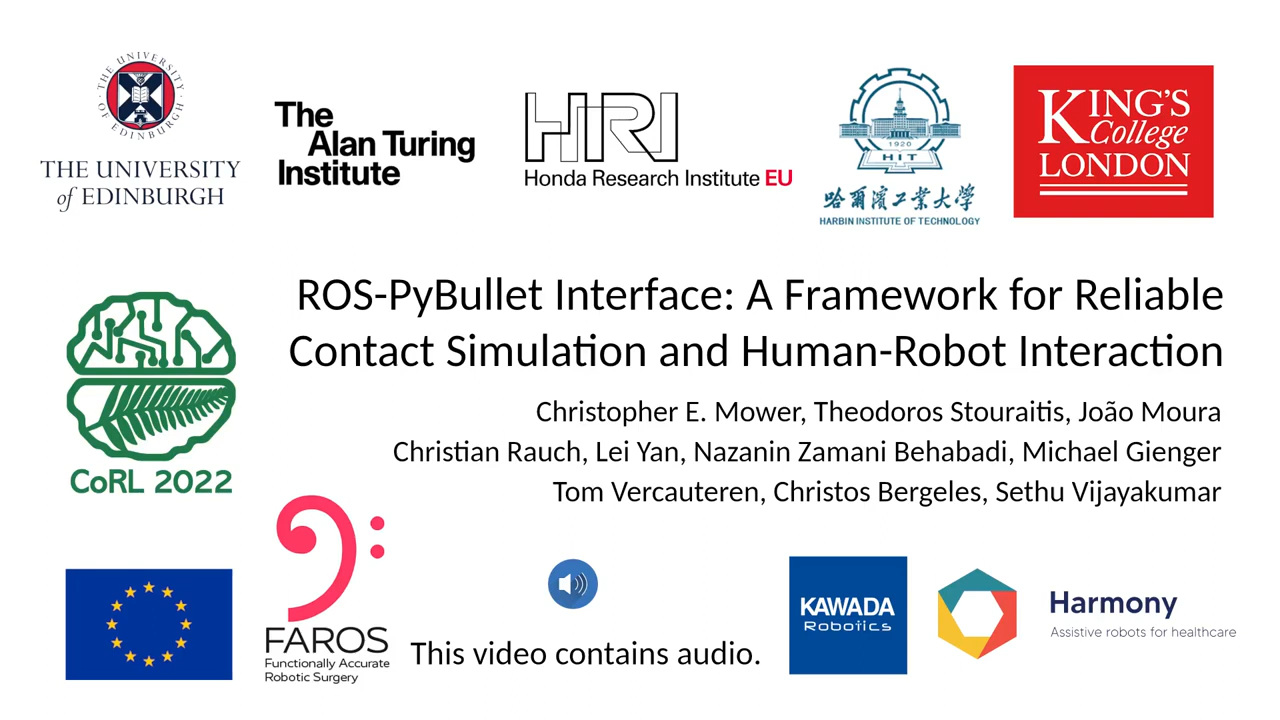 THE UNIVERSITY OF EDINBURGH
THE UNIVERSITY
of EDINBURGH
The
Alan Turing
Institute
HRI
Honda Research Institute EU
1920
HIT
哈爾濱工業大學
HARBIN INSTITUTE OF TECHNOLOGY
KING'S
College
LONDON
ROS-PyBullet Interface: A Framework for Reliable
Contact Simulation and Human-Robot Interaction
Christopher E. Mower, Theodoros Stouraitis, João Moura
Christian Rauch, Lei Yan, Nazanin Zamani Behabadi, Michael Gienger
Tom Vercauteren, Christos Bergeles, Sethu Vijayakumar
CoRL 2022
FAROS
Functionally Accurate
Robotic Surgery
This video contains audio.
KAWADA
Robotics
Harmony
Assistive robots for healthcare